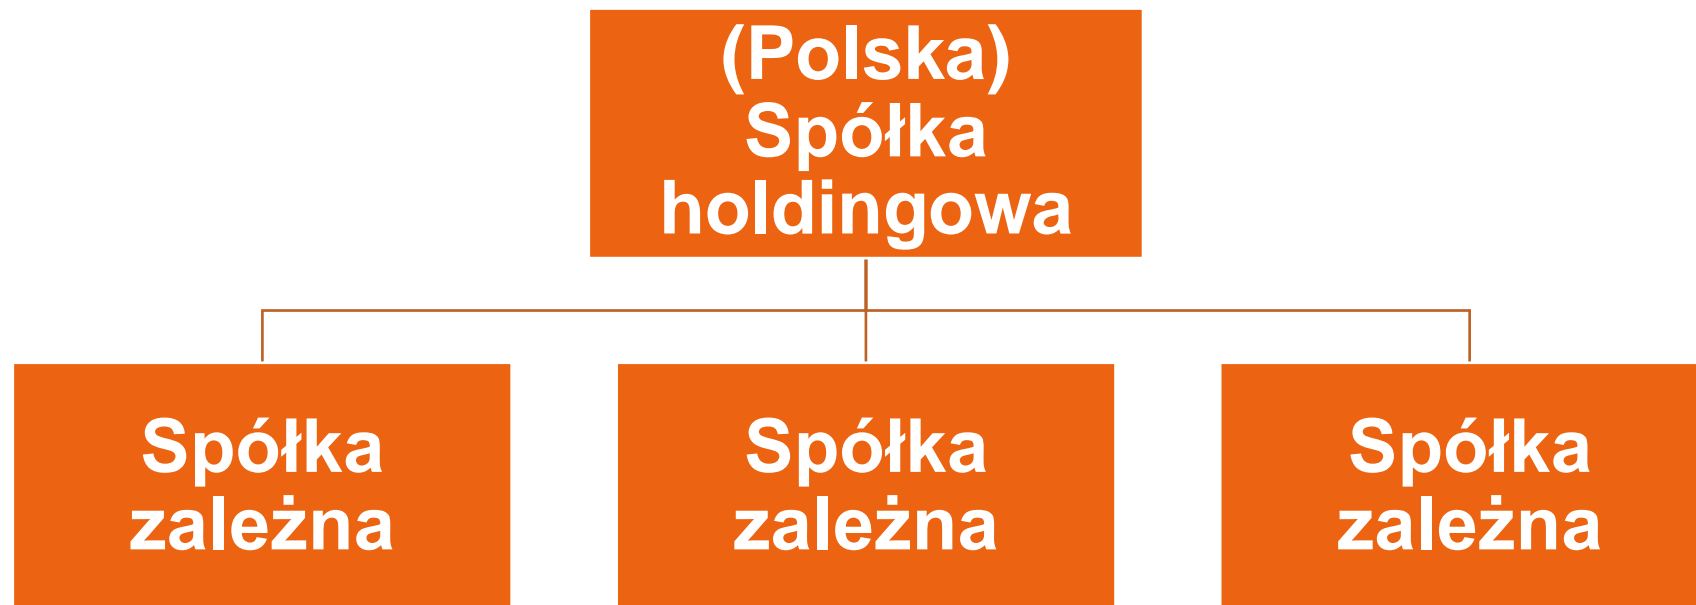 (Polska)
Spółka
holdingowa
Spółka
zależna
Spółka
zależna
Spółka
zależna